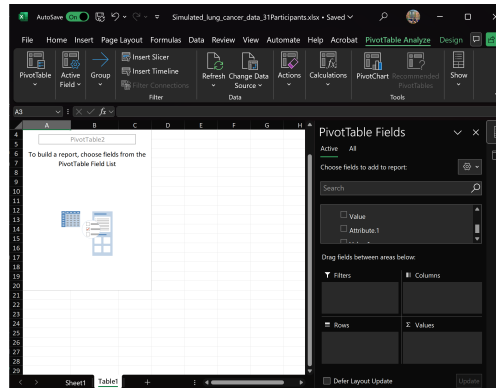 AutoSave On Simulated_lung_cancer_data_31Participants.xlsx • Saved
File Home Insert Page Layout Formulas Data Review View Automate Help Acrobat PivotTable Analyze Design
PivotTable
Active Field
Group
Insert Slicer
Insert Timeline
Filter Connections
Filter
Refresh
Change Data Source
Data
Actions
Calculations
PivotChart
Recommended PivotTables
Tools
Show
A3
fx
A B C D E F G H
4
5
6
7
8
9
10
11
12
13
14
15
16
17
18
19
20
21
22
23
24
25
26
27
28
29
PivotTable2
To build a report, choose fields from the
PivotTable Field List
PivotTable Fields
Active All
Choose fields to add to report:
Search
Value
Attribute.1
Drag fields between areas below:
Filters
Columns
Rows
Σ Values
Defer Layout Update
Update
Sheet1 Table1 +